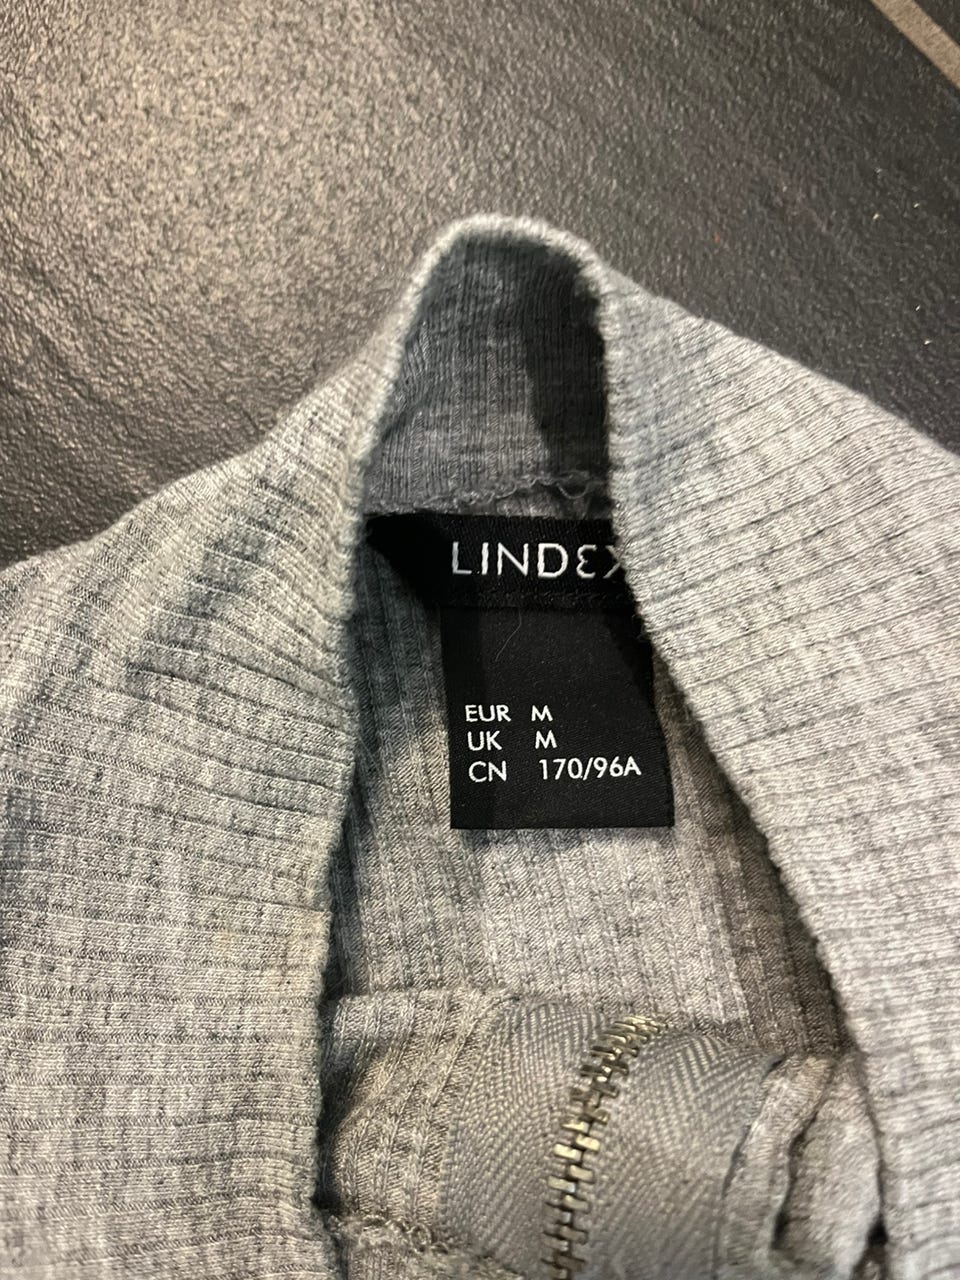 LINDEX
EUR M
UK M
CN 170/96A